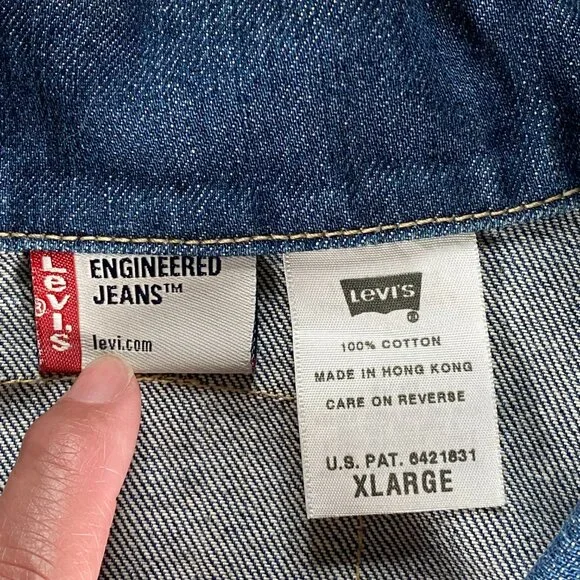 Levi's
®
ENGINEERED
JEANS™
levi.com
LEVI'S
®
100% COTTON
MADE IN HONG KONG
CARE ON REVERSE
U.S. PAT. 6421831
XLARGE